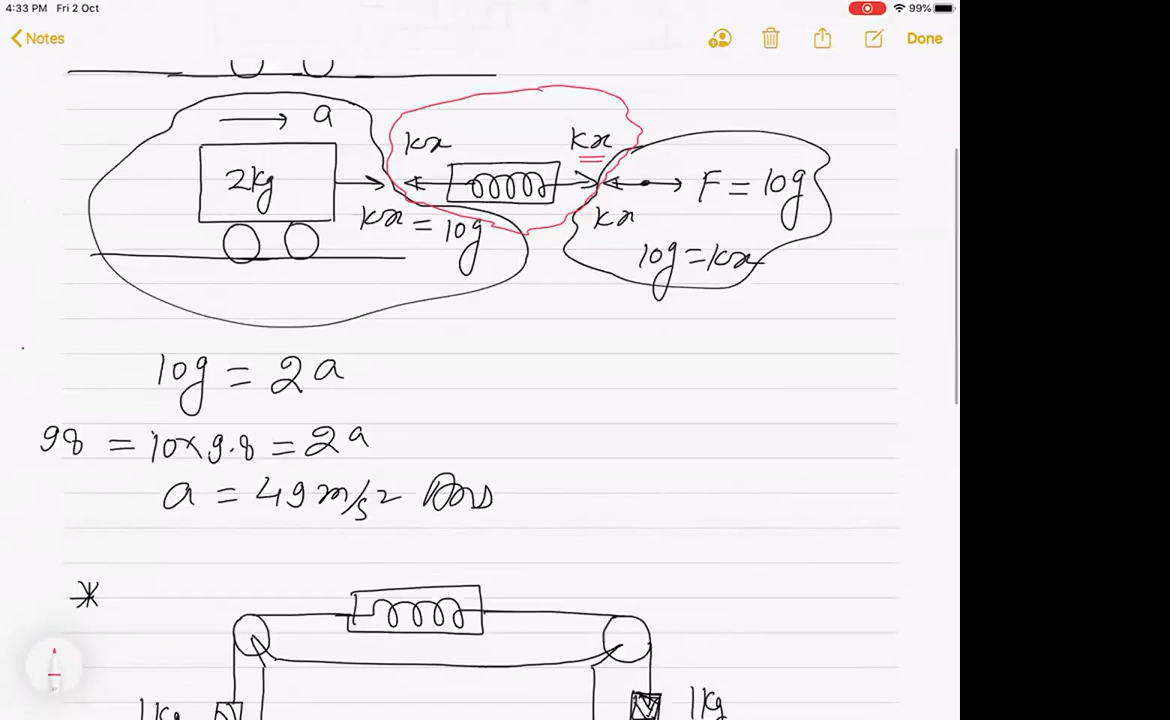 4:33 PM Fri 2 Oct
99%
Notes
Done
a
kx
kx
2kg
F = 10g
kx = 10g
kx
10g = kx
10g = 2a
98 = 10×9.8 = 2a
a = 49 m/s2 Ans
*
1kg
1kg